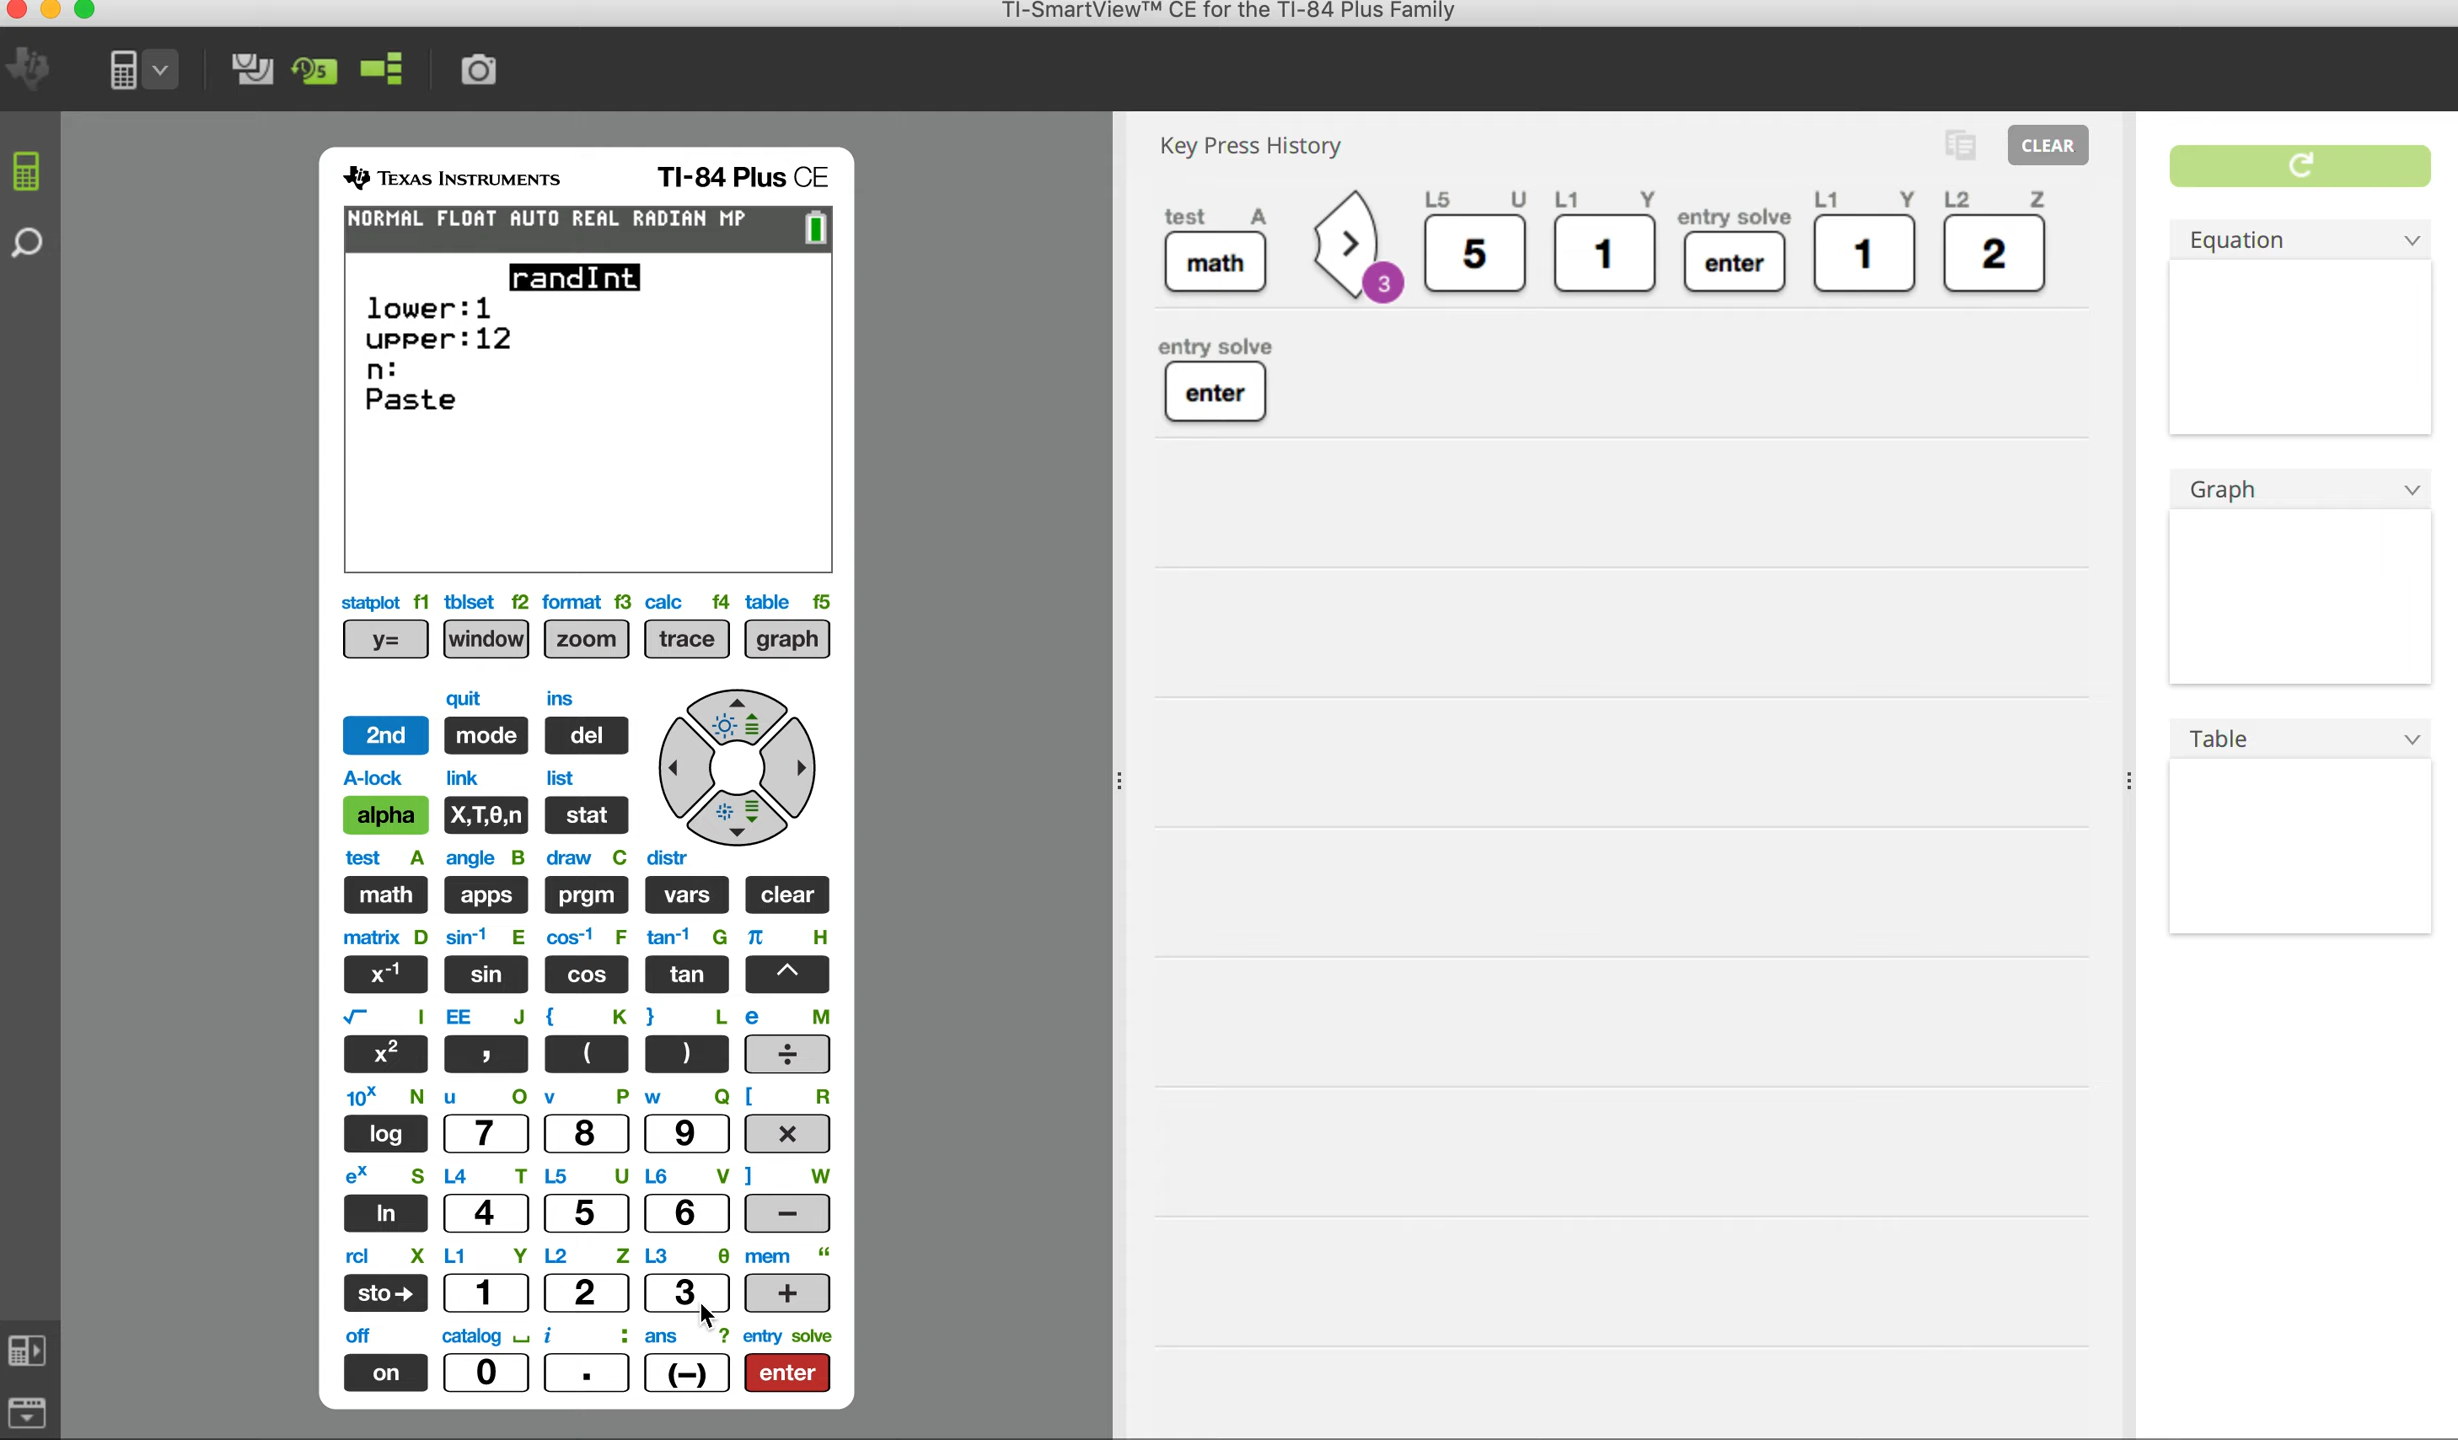 TI-SmartView™ CE for the TI-84 Plus Family
5
TEXAS INSTRUMENTS TI-84 Plus CE
NORMAL FLOAT AUTO REAL RADIAN MP
randInt
lower:1
upper:12
n:
Paste
statplot f1 tblset f2 format f3 calc f4 table f5
y= window zoom trace graph
quit ins
2nd mode del
A-lock link list
alpha X,T,θ,n stat
test A angle B draw C distr
math apps prgm vars clear
matrix D sin⁻¹ E cos⁻¹ F tan⁻¹ G π H
x⁻¹ sin cos tan ^
√ I EE J { K } L e M
x² , ( ) ÷
10ˣ N u O v P w Q [ R
log 7 8 9 ×
eˣ S L4 T L5 U L6 V ] W
ln 4 5 6 −
rcl X L1 Y L2 Z L3 θ mem “
sto→ 1 2 3 +
off catalog ⎵ i : ans ? entry solve
on 0 . (–) enter
Key Press History CLEAR
test A L5 U L1 Y entry solve L1 Y L2 Z
math > 3 5 1 enter 1 2
entry solve
enter
Equation
Graph
Table